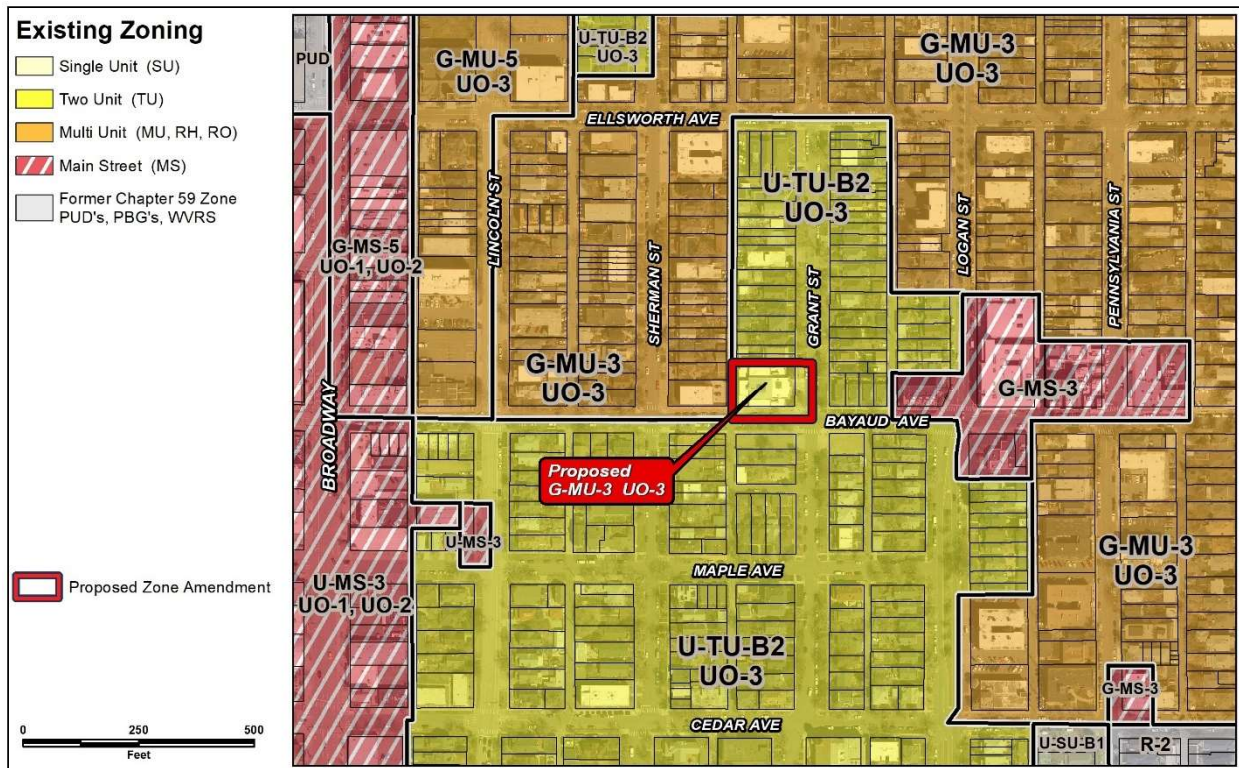 Existing Zoning
Single Unit (SU)
Two Unit (TU)
Multi Unit (MU, RH, RO)
Main Street (MS)
Former Chapter 59 Zone
PUD's, PBG's, WVRS
Proposed Zone Amendment
0 250 500
Feet
PUD
G-MU-5
UO-3
U-TU-B2
UO-3
G-MU-3
UO-3
ELLSWORTH AVE
LINCOLN ST
SHERMAN ST
U-TU-B2
UO-3
GRANT ST
LOGAN ST
PENNSYLVANIA ST
G-MS-5
UO-1, UO-2
G-MU-3
UO-3
G-MS-3
BROADWAY
BAYAUD AVE
Proposed
G-MU-3 UO-3
U-MS-3
G-MU-3
UO-3
MAPLE AVE
U-MS-3
UO-1, UO-2
U-TU-B2
UO-3
G-MS-3
CEDAR AVE
U-SU-B1
R-2